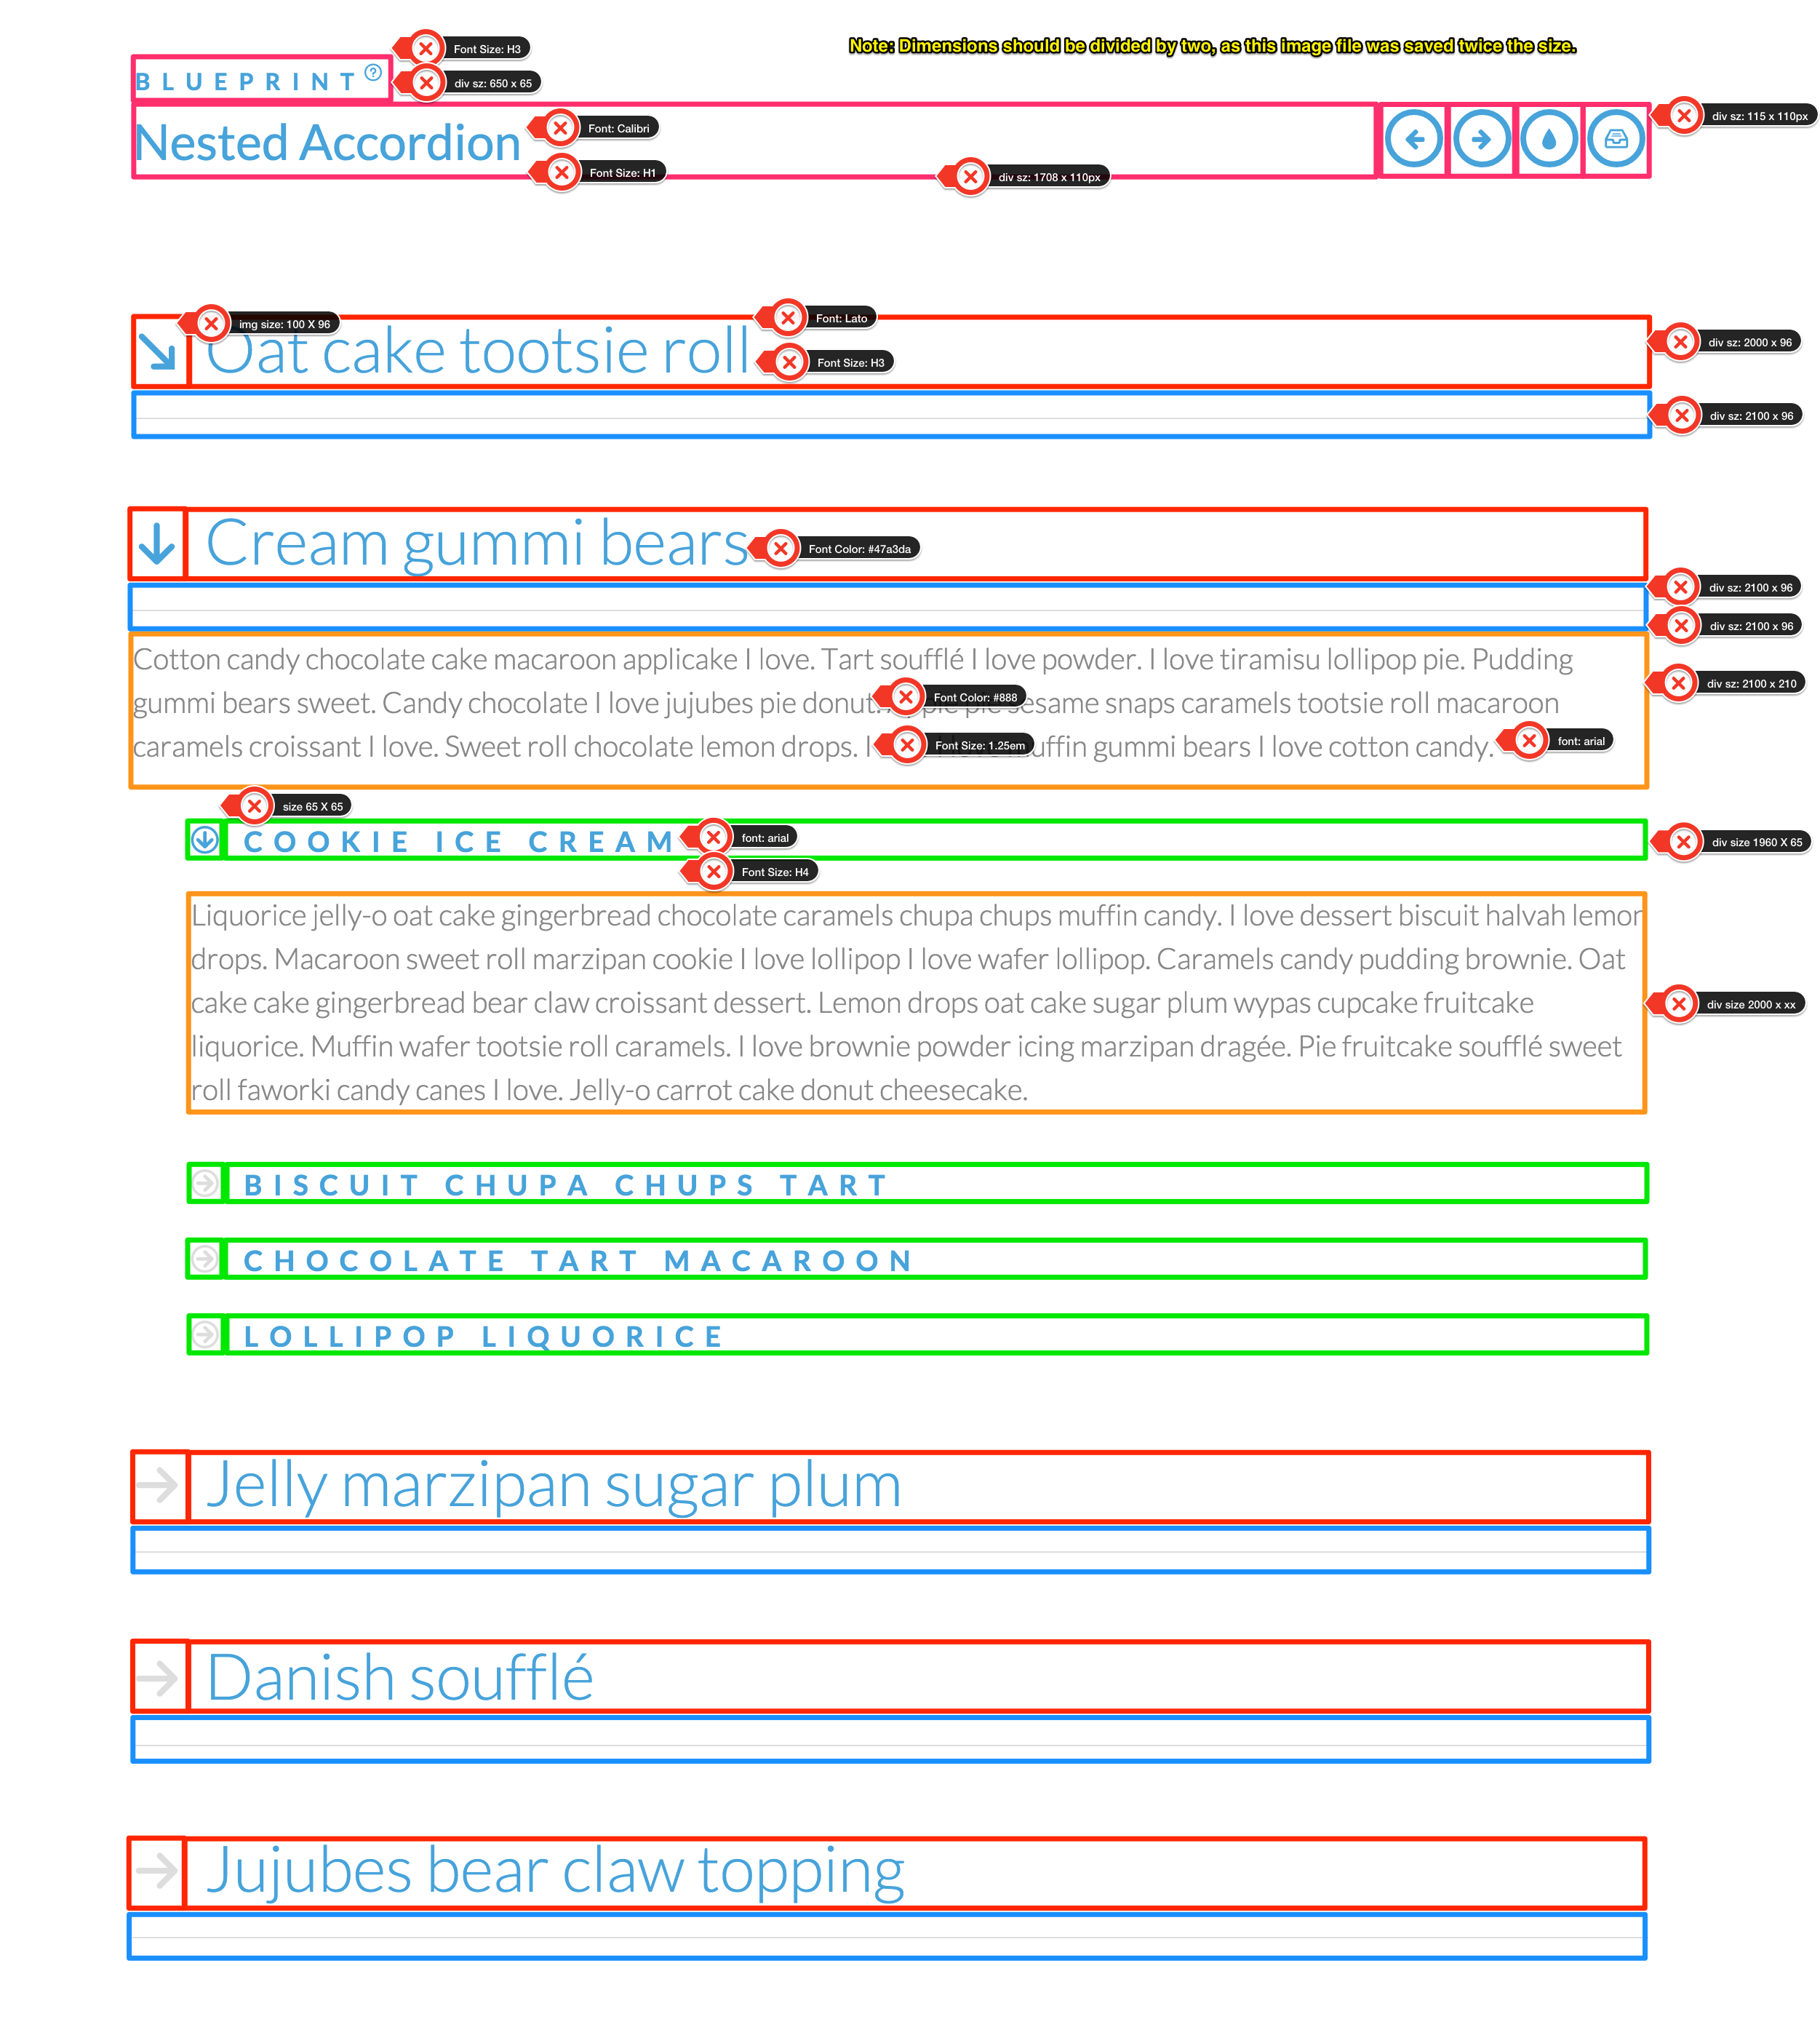 Font Size: H3
Note: Dimensions should be divided by two, as this image file was saved twice the size.
BLUEPRINT ?
div sz: 650 x 65
Nested Accordion
Font: Calibri
div sz: 115 x 110px
Font Size: H1
div sz: 1708 x 110px
img size: 100 X 96
Font: Lato
Oat cake tootsie roll
Font Size: H3
div sz: 2000 x 96
div sz: 2100 x 96
Cream gummi bears
Font Color: #47a3da
div sz: 2100 x 96
div sz: 2100 x 96
Cotton candy chocolate cake macaroon applicake I love. Tart soufflé I love powder. I love tiramisu lollipop pie. Pudding
div sz: 2100 x 210
gummi bears sweet. Candy chocolate I love jujubes pie donut. sesame snaps caramels tootsie roll macaroon
Font Color: #888
caramels croissant I love. Sweet roll chocolate lemon drops. I muffin gummi bears I love cotton candy.
Font Size: 1.25em
font: arial
size 65 X 65
COOKIE ICE CREAM
font: arial
div size 1960 X 65
Font Size: H4
Liquorice jelly-o oat cake gingerbread chocolate caramels chupa chups muffin candy. I love dessert biscuit halvah lemon
drops. Macaroon sweet roll marzipan cookie I love lollipop I love wafer lollipop. Caramels candy pudding brownie. Oat
cake cake gingerbread bear claw croissant dessert. Lemon drops oat cake sugar plum wypas cupcake fruitcake
div size 2000 x xx
liquorice. Muffin wafer tootsie roll caramels. I love brownie powder icing marzipan dragée. Pie fruitcake soufflé sweet
roll faworki candy canes I love. Jelly-o carrot cake donut cheesecake.
BISCUIT CHUPA CHUPS TART
CHOCOLATE TART MACAROON
LOLLIPOP LIQUORICE
Jelly marzipan sugar plum
Danish soufflé
Jujubes bear claw topping